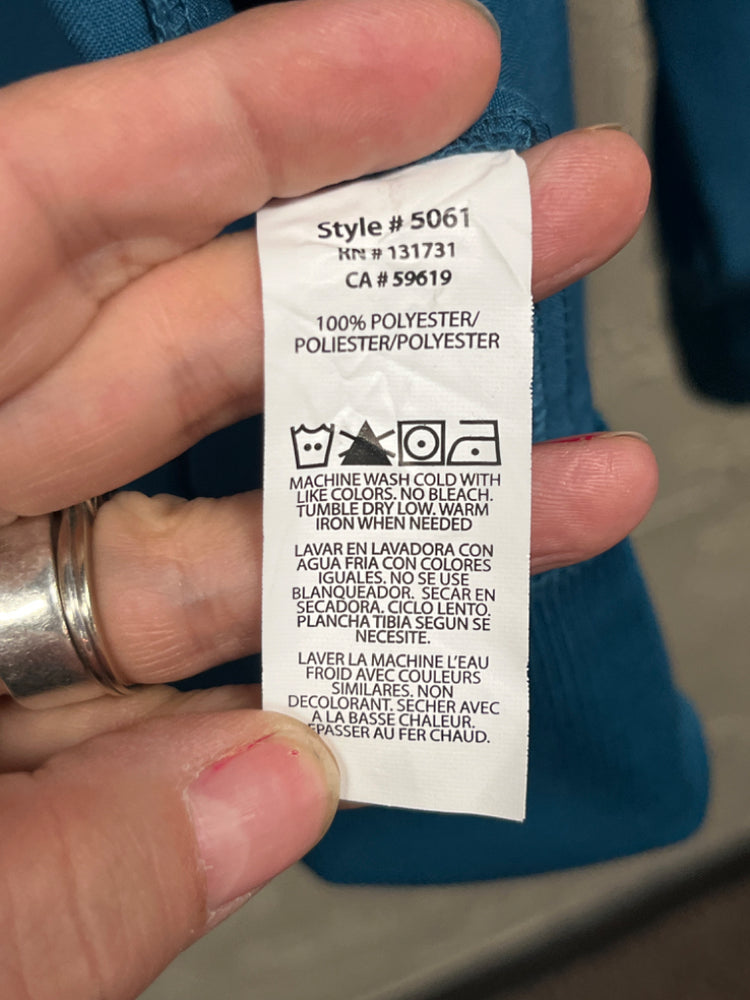 Style # 5061
RN # 131731
CA # 59619
100% POLYESTER/
POLIESTER/POLYESTER
MACHINE WASH COLD WITH
LIKE COLORS. NO BLEACH.
TUMBLE DRY LOW. WARM
IRON WHEN NEEDED
LAVAR EN LAVADORA CON
AGUA FRIA CON COLORES
IGUALES. NO SE USE
BLANQUEADOR. SECAR EN
SECADORA. CICLO LENTO.
PLANCHA TIBIA SEGUN SE
NECESITE.
LAVER LA MACHINE L'EAU
FROID AVEC COULEURS
SIMILARES. NON
DECOLORANT. SECHER AVEC
A LA BASSE CHALEUR.
EPASSER AU FER CHAUD.